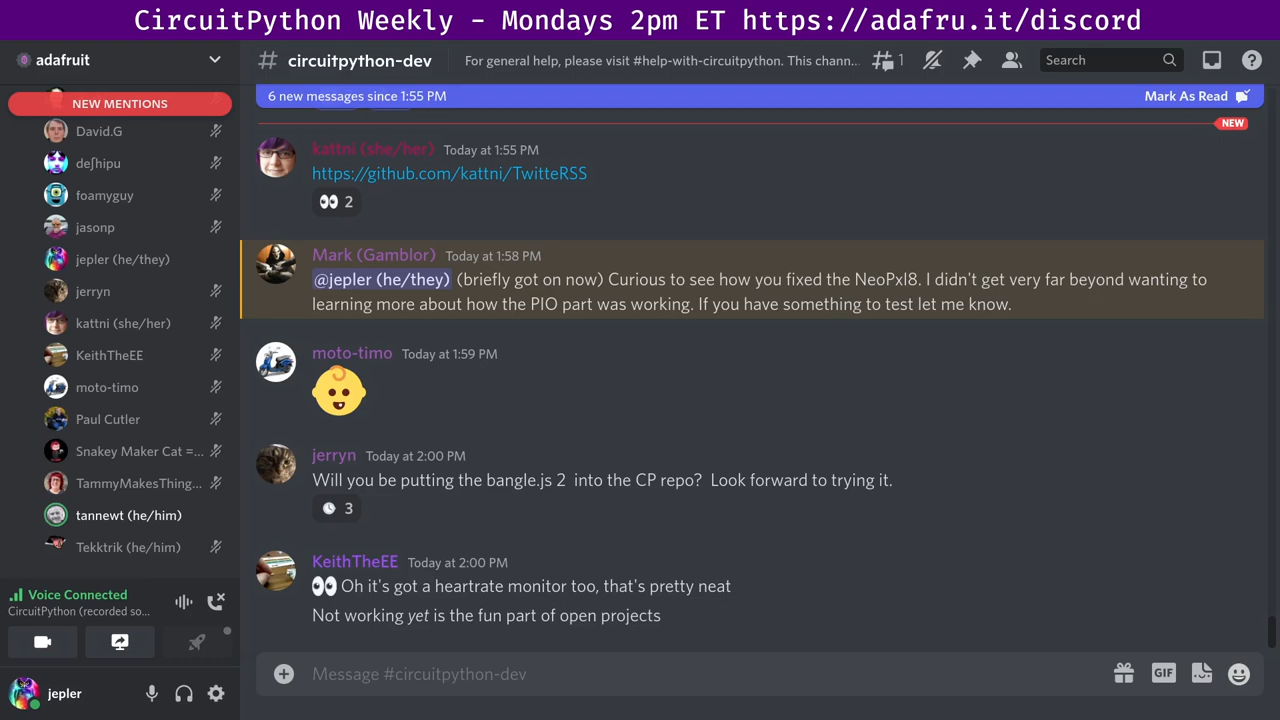 CircuitPython Weekly - Mondays 2pm ET https://adafru.it/discord
adafruit
NEW MENTIONS
David.G
deʃhipu
foamyguy
jasonp
jepler (he/they)
jerryn
kattni (she/her)
KeithTheEE
moto-timo
Paul Cutler
Snakey Maker Cat =...
TammyMakesThing...
tannewt (he/him)
Tekktrik (he/him)
Voice Connected
CircuitPython (recorded so...
jepler
# circuitpython-dev
For general help, please visit #help-with-circuitpython. This chann...
1
Search
6 new messages since 1:55 PM
Mark As Read
NEW
kattni (she/her) Today at 1:55 PM
https://github.com/kattni/TwitteRSS
2
Mark (Gamblor) Today at 1:58 PM
@jepler (he/they) (briefly got on now) Curious to see how you fixed the NeoPxl8. I didn't get very far beyond wanting to
learning more about how the PIO part was working. If you have something to test let me know.
moto-timo Today at 1:59 PM
jerryn Today at 2:00 PM
Will you be putting the bangle.js 2 into the CP repo? Look forward to trying it.
3
KeithTheEE Today at 2:00 PM
Oh it's got a heartrate monitor too, that's pretty neat
Not working yet is the fun part of open projects
Message #circuitpython-dev
GIF